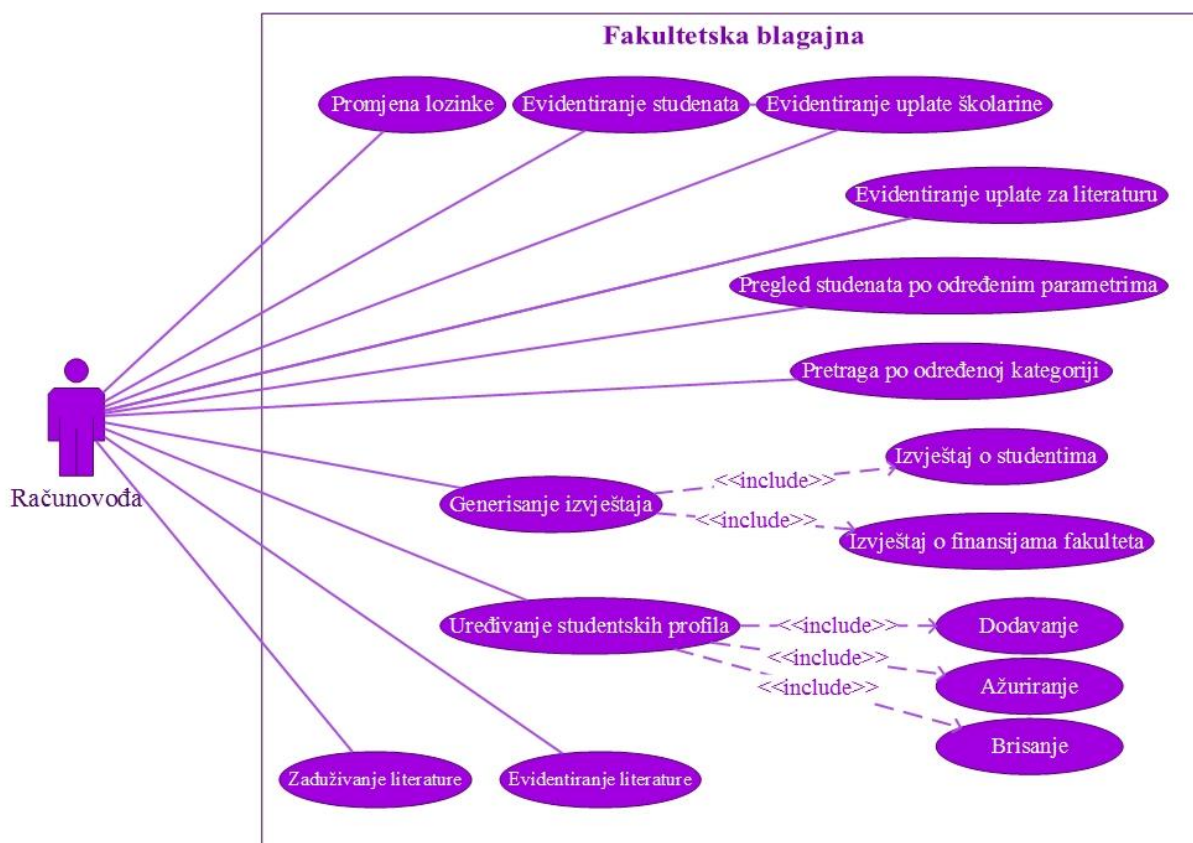 Fakultetska blagajna
Promjena lozinke
Evidentiranje studenata
Evidentiranje uplate školarine
Evidentiranje uplate za literaturu
Pregled studenata po određenim parametrima
Pretraga po određenoj kategoriji
Računovođa
Generisanje izvještaja
<<include>>
Izvještaj o studentima
<<include>>
Izvještaj o finansijama fakulteta
Uređivanje studentskih profila
<<include>>
Dodavanje
<<include>>
Ažuriranje
<<include>>
Brisanje
Zaduživanje literature
Evidentiranje literature